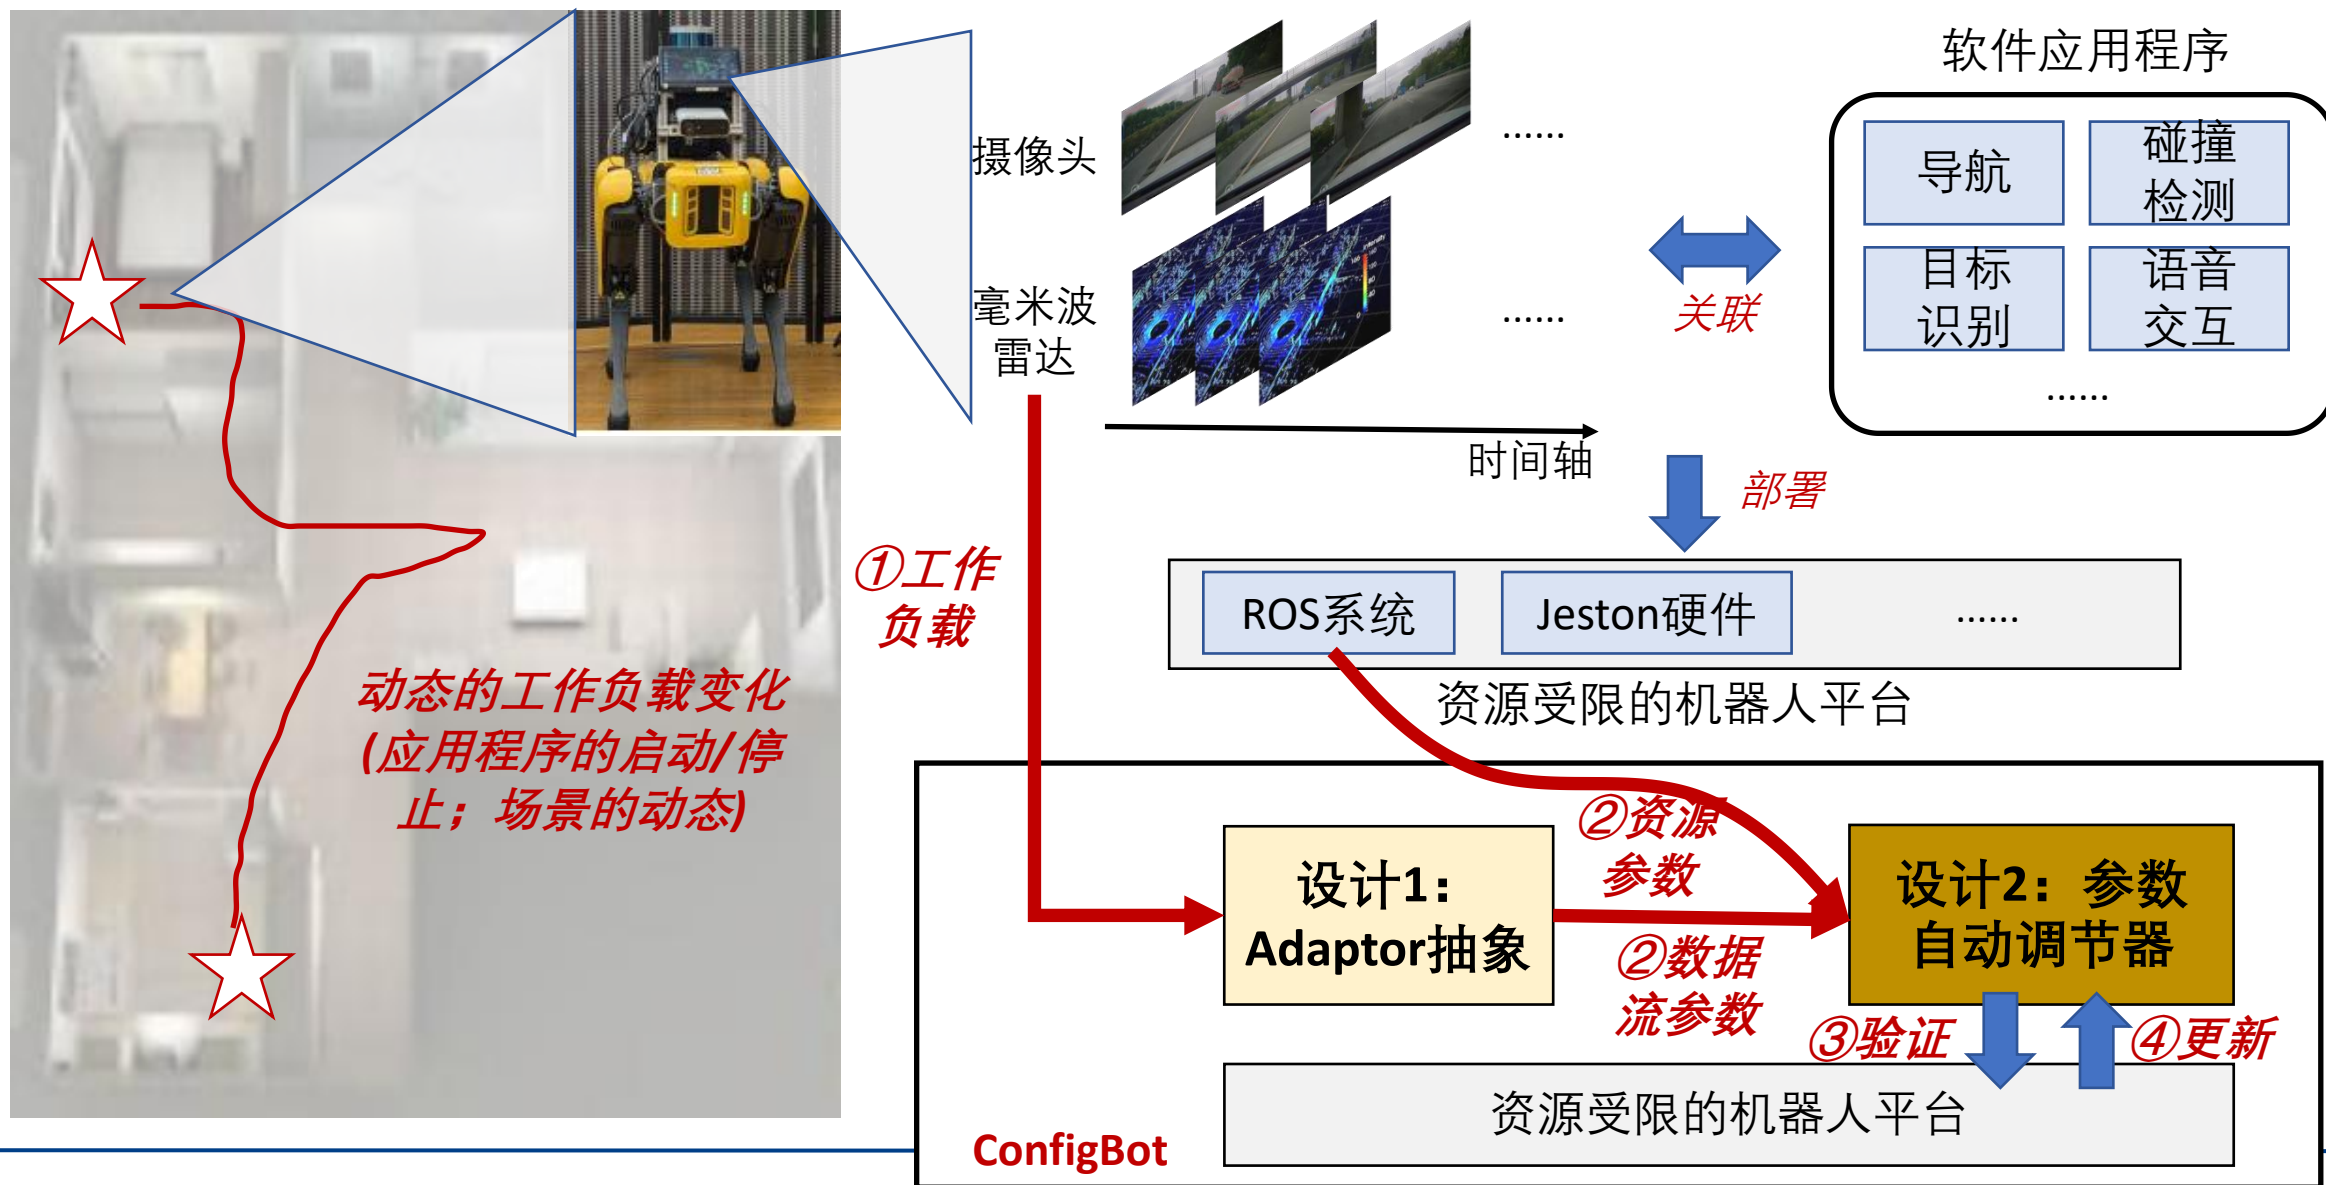 软件应用程序
摄像头
......
导航
碰撞
检测
毫米波
雷达
......
关联
目标
识别
语音
交互
......
时间轴
部署
①工作
负载
ROS系统
Jeston硬件
......
资源受限的机器人平台
动态的工作负载变化
(应用程序的启动/停
止；场景的动态)
②资源
参数
设计1：
Adaptor抽象
设计2：参数
自动调节器
②数据
流参数
③验证
④更新
资源受限的机器人平台
ConfigBot